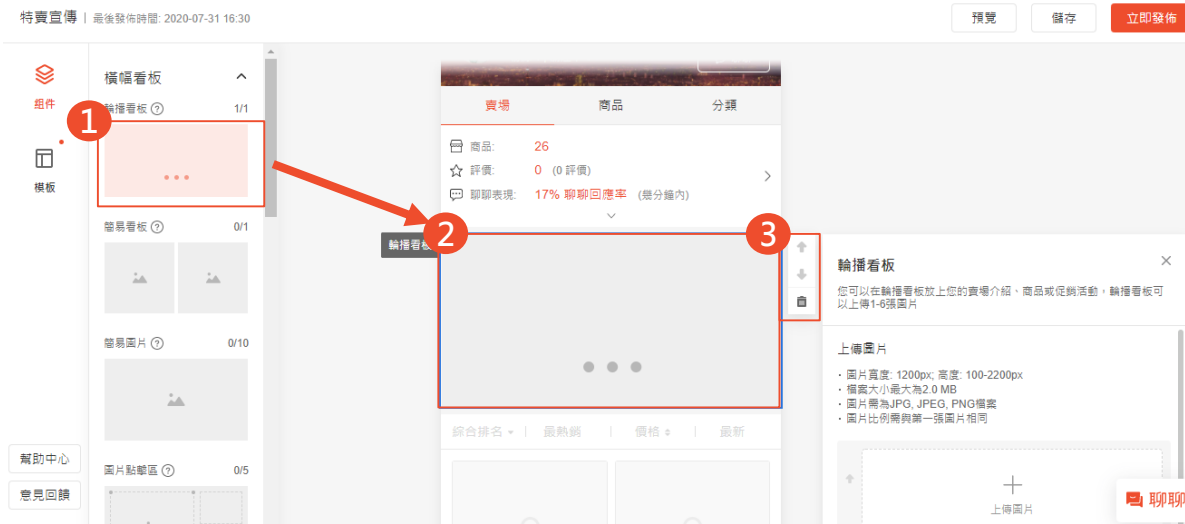 特賣宣傳 | 最後發佈時間: 2020-07-31 16:30
預覽
儲存
立即發佈
組件
模板
幫助中心
意見回饋
橫幅看板
輪播看板 ? 1/1
1
簡易看板 ? 0/1
簡易圖片 ? 0/10
圖片點擊區 ? 0/5
賣場
商品
分類
商品: 26
評價: 0 (0 評價)
聊聊表現: 17% 聊聊回應率 (幾分鐘內)
輪播看板
2
3
綜合排名 | 最熱銷 | 價格 | 最新
輪播看板
您可以在輪播看板放上您的賣場介紹、商品或促銷活動，輪播看板可
以上傳1-6張圖片
上傳圖片
· 圖片寬度: 1200px; 高度: 100-2200px
· 檔案大小最大為2.0 MB
· 圖片需為JPG, JPEG, PNG檔案
· 圖片比例需與第一張圖片相同
上傳圖片
聊聊